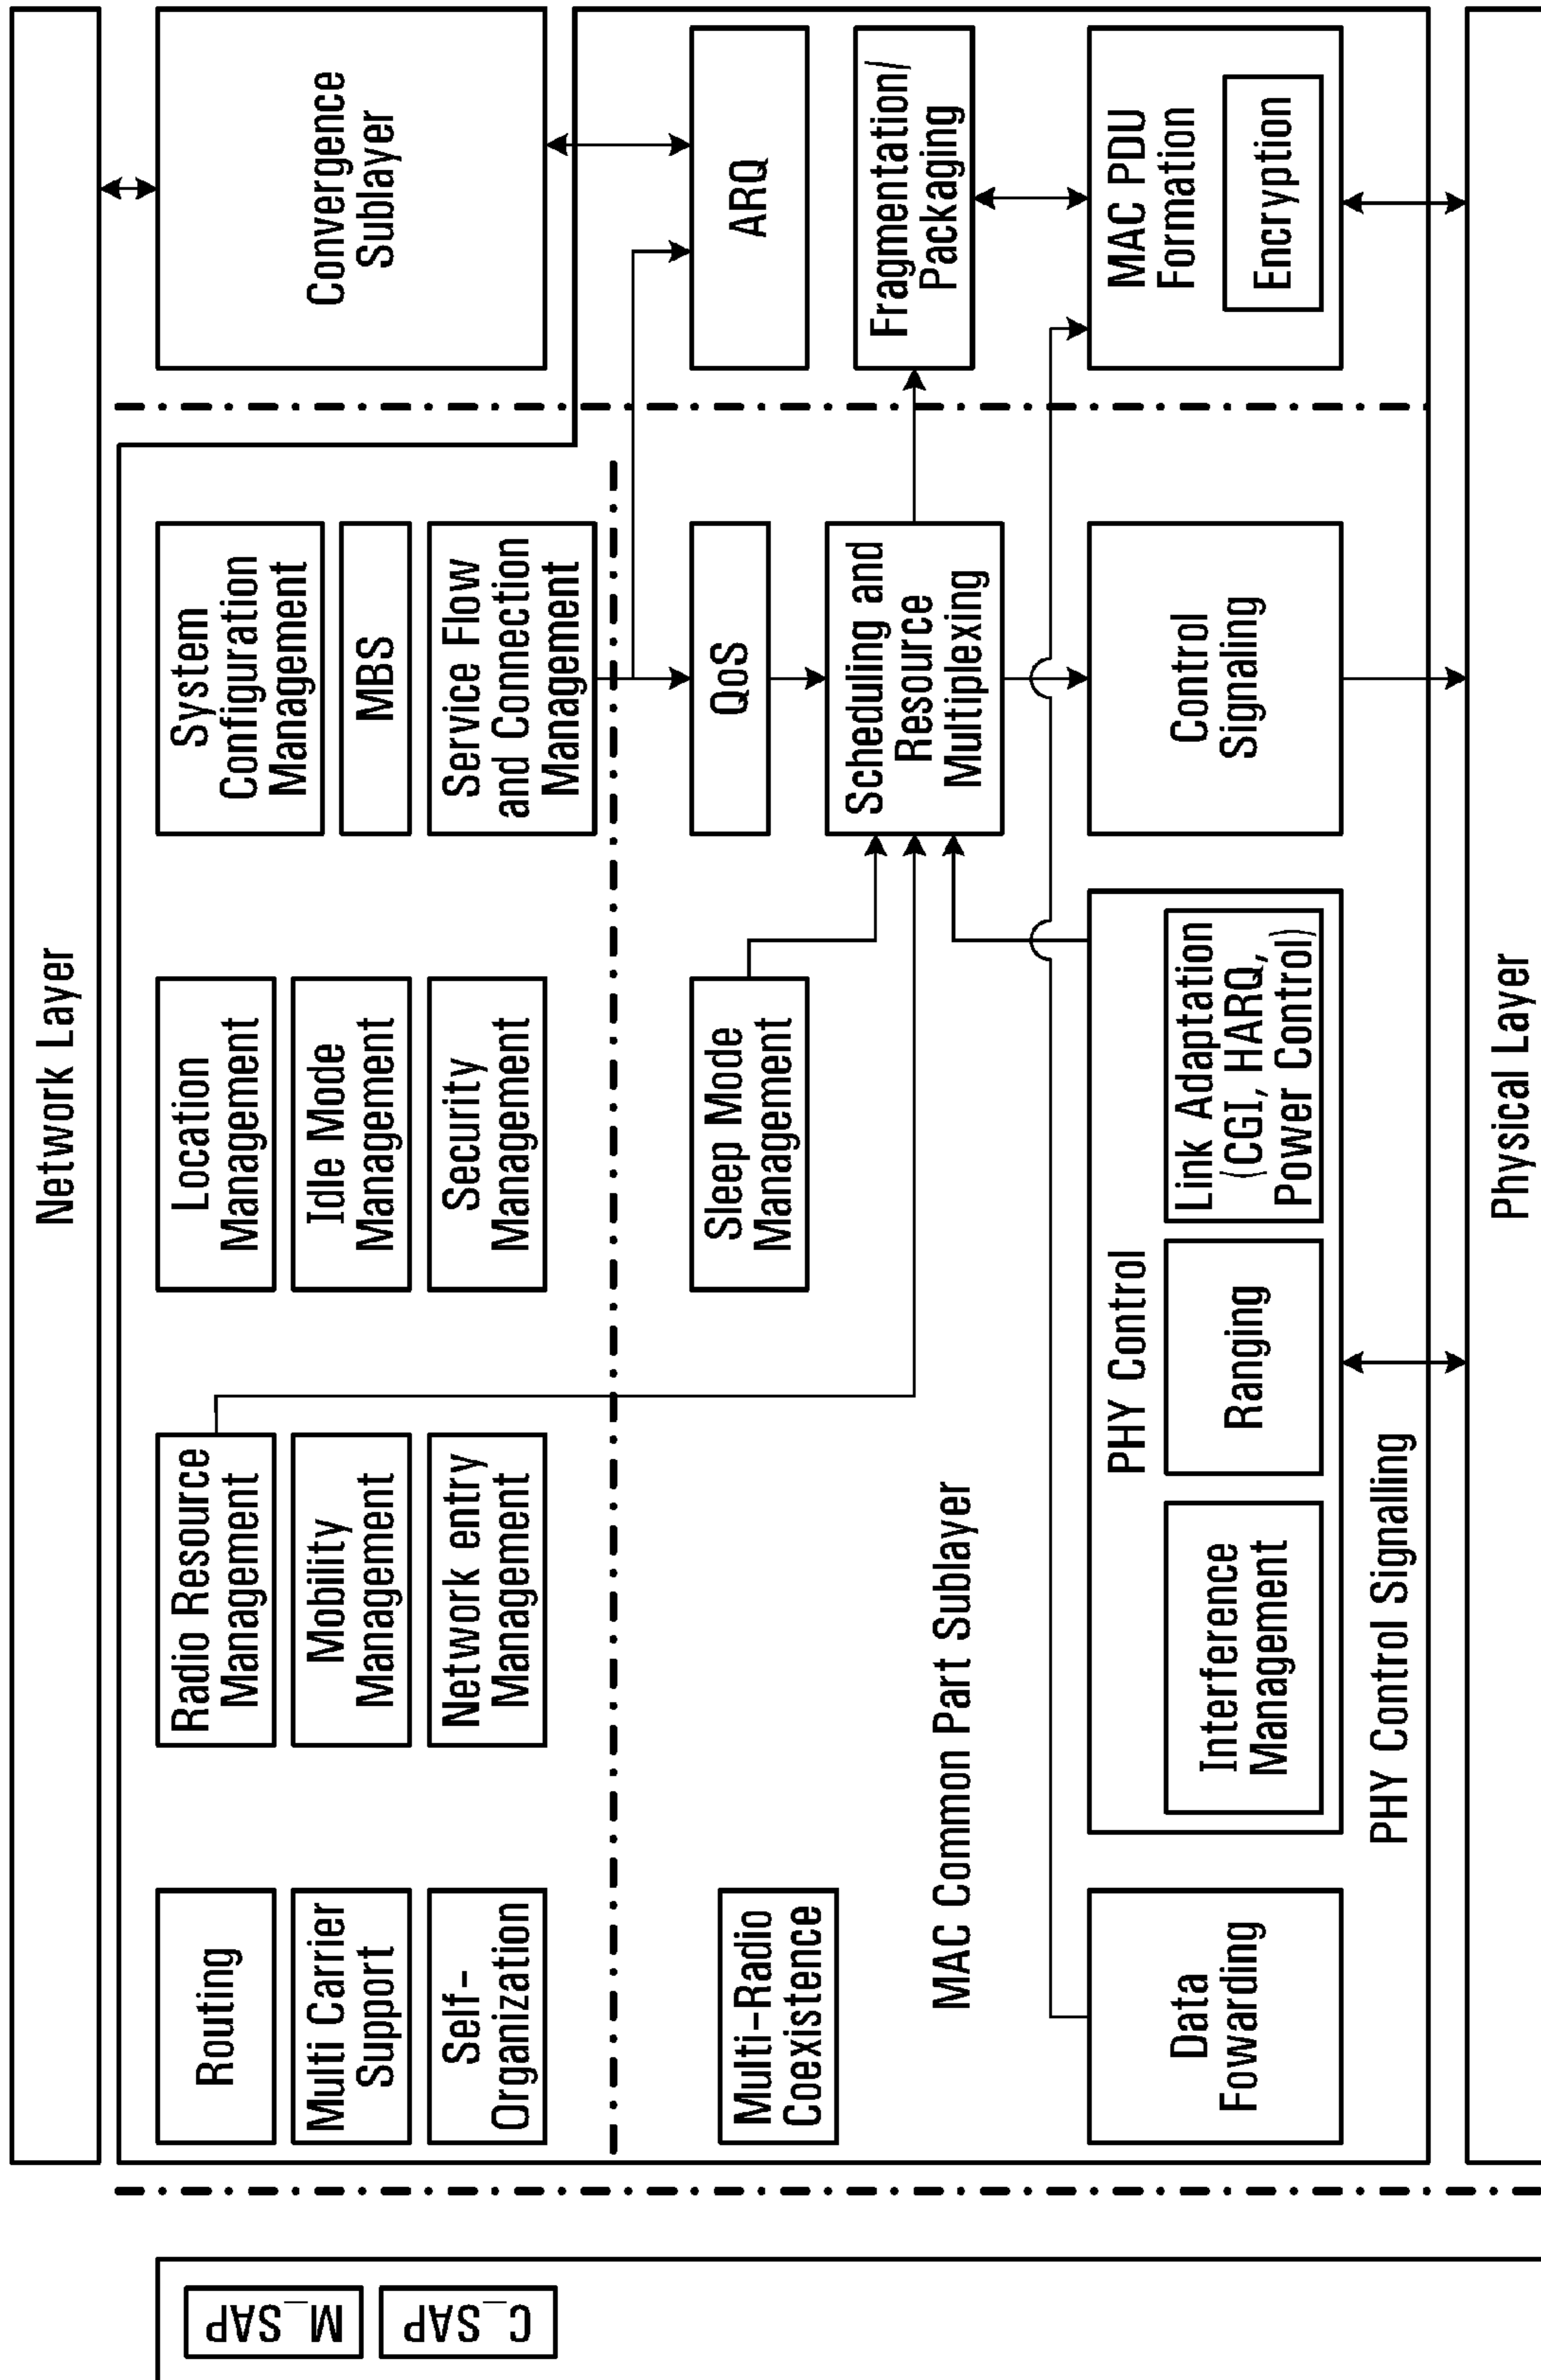 Network Layer
M_SAP
C_SAP
Routing
Multi Carrier
Support
Self-
Organization
Radio Resource
Management
Mobility
Management
Network entry
Management
Location
Management
Idle Mode
Management
Security
Management
System
Configuration
Management
MBS
Service Flow
and Connection
Management
Convergence
Sublayer
Multi-Radio
Coexistence
Sleep Mode
Management
QoS
ARQ
Scheduling and
Resource
Multiplexing
Fragmentation/
Packaging
MAC Common Part Sublayer
Data
Fowarding
PHY Control
Interference
Management
Ranging
Link Adaptation
(CGI, HARQ,
Power Control)
Control
Signaling
MAC PDU
Formation
Encryption
PHY Control Signalling
Physical Layer